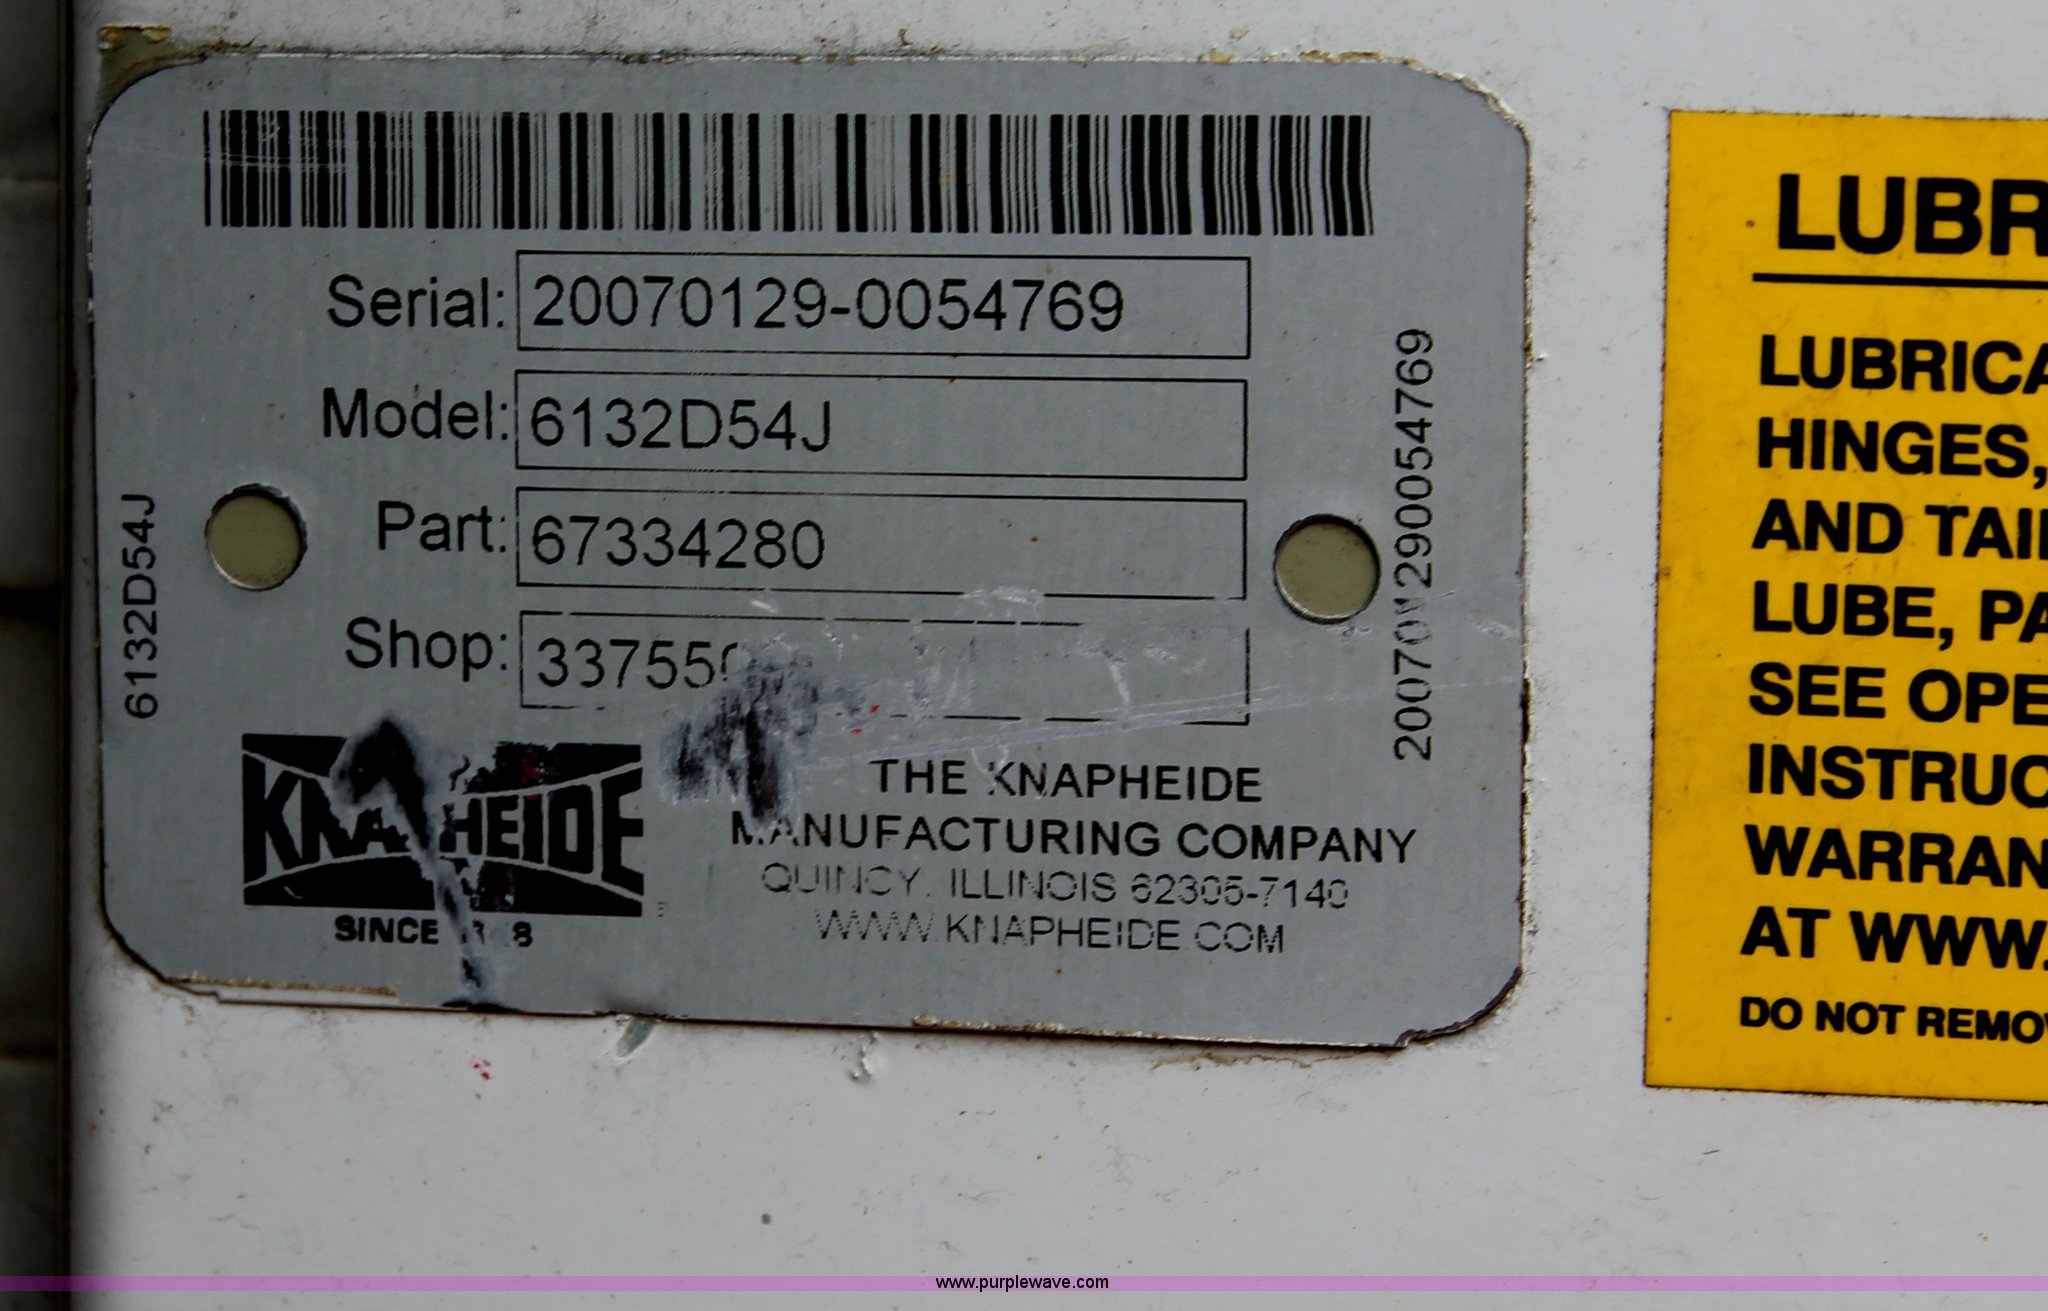 Serial: 20070129-0054769
Model: 6132D54J
Part: 67334280
Shop:
6132D54J
200701290054769
KNAPHEIDE
SINCE
THE KNAPHEIDE
MANUFACTURING COMPANY
QUINCY, ILLINOIS 62305-7140
WWW.KNAPHEIDE.COM
LUBR
LUBRICA
HINGES,
AND TAIL
LUBE, PA
SEE OPE
INSTRUC
WARRAN
AT WWW.
DO NOT REMOV
www.purplewave.com